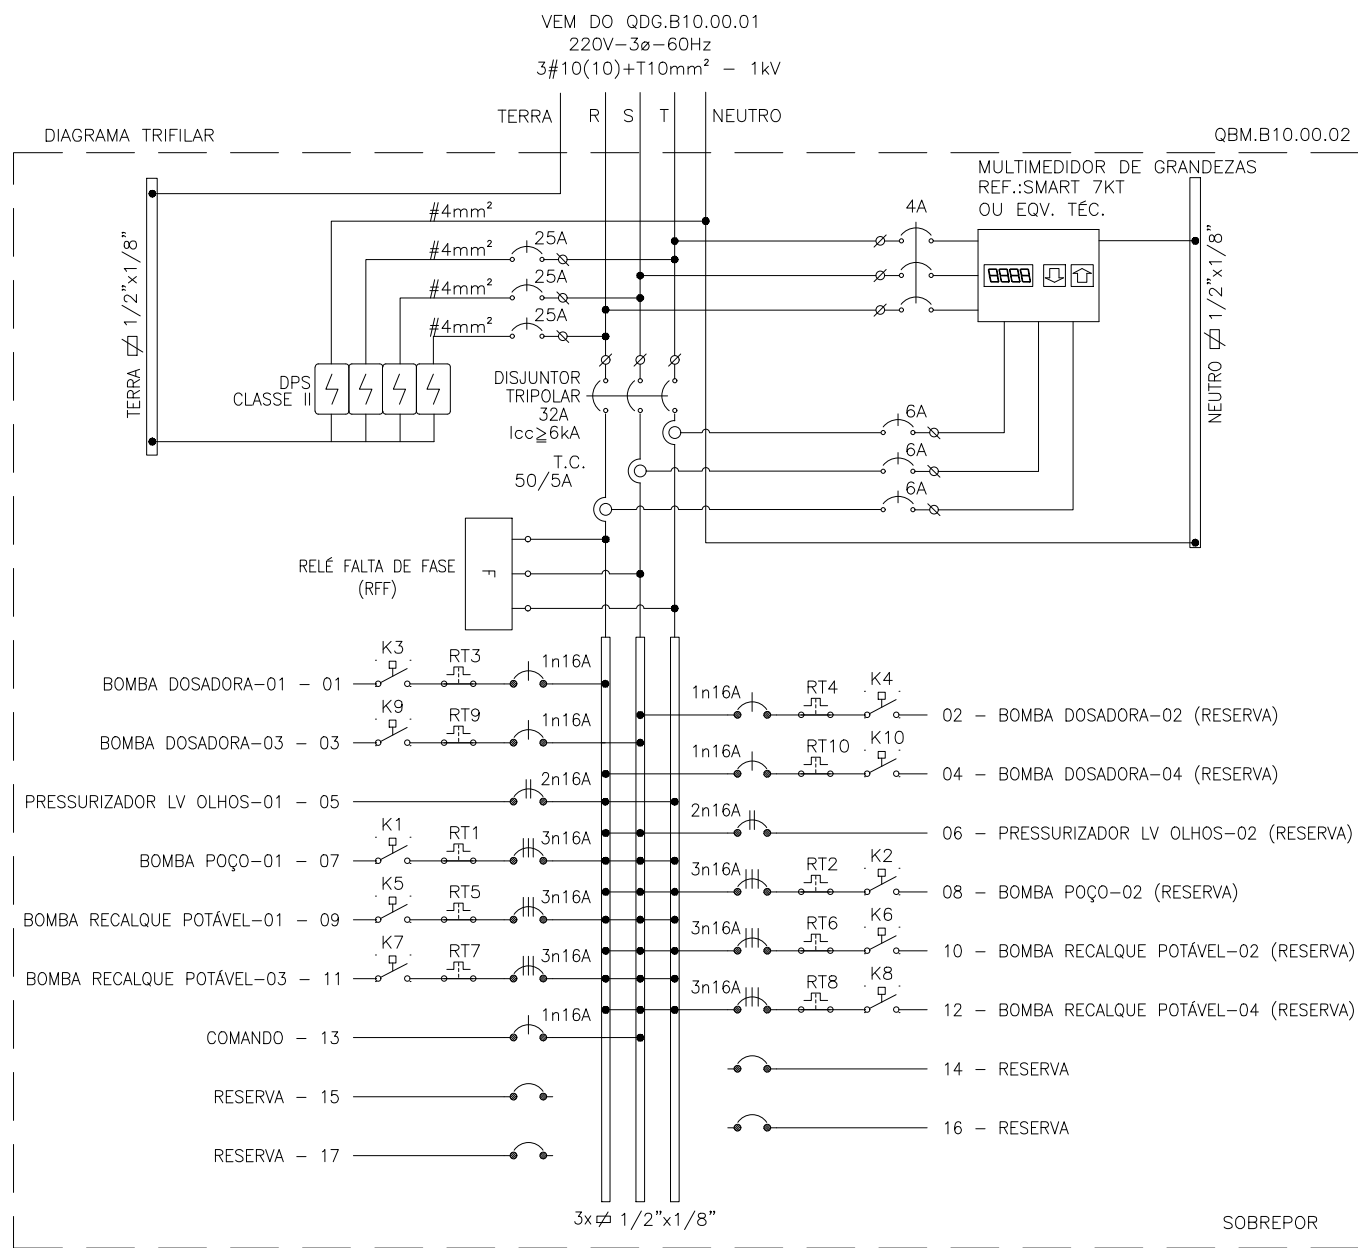 VEM DO QDG.B10.00.01
220V-3ø-60Hz
3#10(10)+T10mm² - 1kV
TERRA R S T NEUTRO
DIAGRAMA TRIFILAR
QBM.B10.00.02
MULTIMEDIDOR DE GRANDEZAS
REF.:SMART 7KT
OU EQV. TÉC.
4A
#4mm²
#4mm² 25A
#4mm² 25A
#4mm² 25A
8888
TERRA 1/2"x1/8"
NEUTRO 1/2"x1/8"
DPS
CLASSE II
DISJUNTOR
TRIPOLAR
32A
Icc≥6kA
T.C.
50/5A
6A
6A
6A
RELÉ FALTA DE FASE
(RFF)
F
K3 RT3 1n16A
BOMBA DOSADORA-01 - 01
1n16A RT4 K4
02 - BOMBA DOSADORA-02 (RESERVA)
K9 RT9 1n16A
BOMBA DOSADORA-03 - 03
1n16A RT10 K10
04 - BOMBA DOSADORA-04 (RESERVA)
2n16A
PRESSURIZADOR LV OLHOS-01 - 05
2n16A
06 - PRESSURIZADOR LV OLHOS-02 (RESERVA)
K1 RT1 3n16A
BOMBA POÇO-01 - 07
3n16A RT2 K2
08 - BOMBA POÇO-02 (RESERVA)
K5 RT5 3n16A
BOMBA RECALQUE POTÁVEL-01 - 09
3n16A RT6 K6
10 - BOMBA RECALQUE POTÁVEL-02 (RESERVA)
K7 RT7 3n16A
BOMBA RECALQUE POTÁVEL-03 - 11
3n16A RT8 K8
12 - BOMBA RECALQUE POTÁVEL-04 (RESERVA)
1n16A
COMANDO - 13
14 - RESERVA
RESERVA - 15
16 - RESERVA
RESERVA - 17
3x 1/2"x1/8"
SOBREPOR